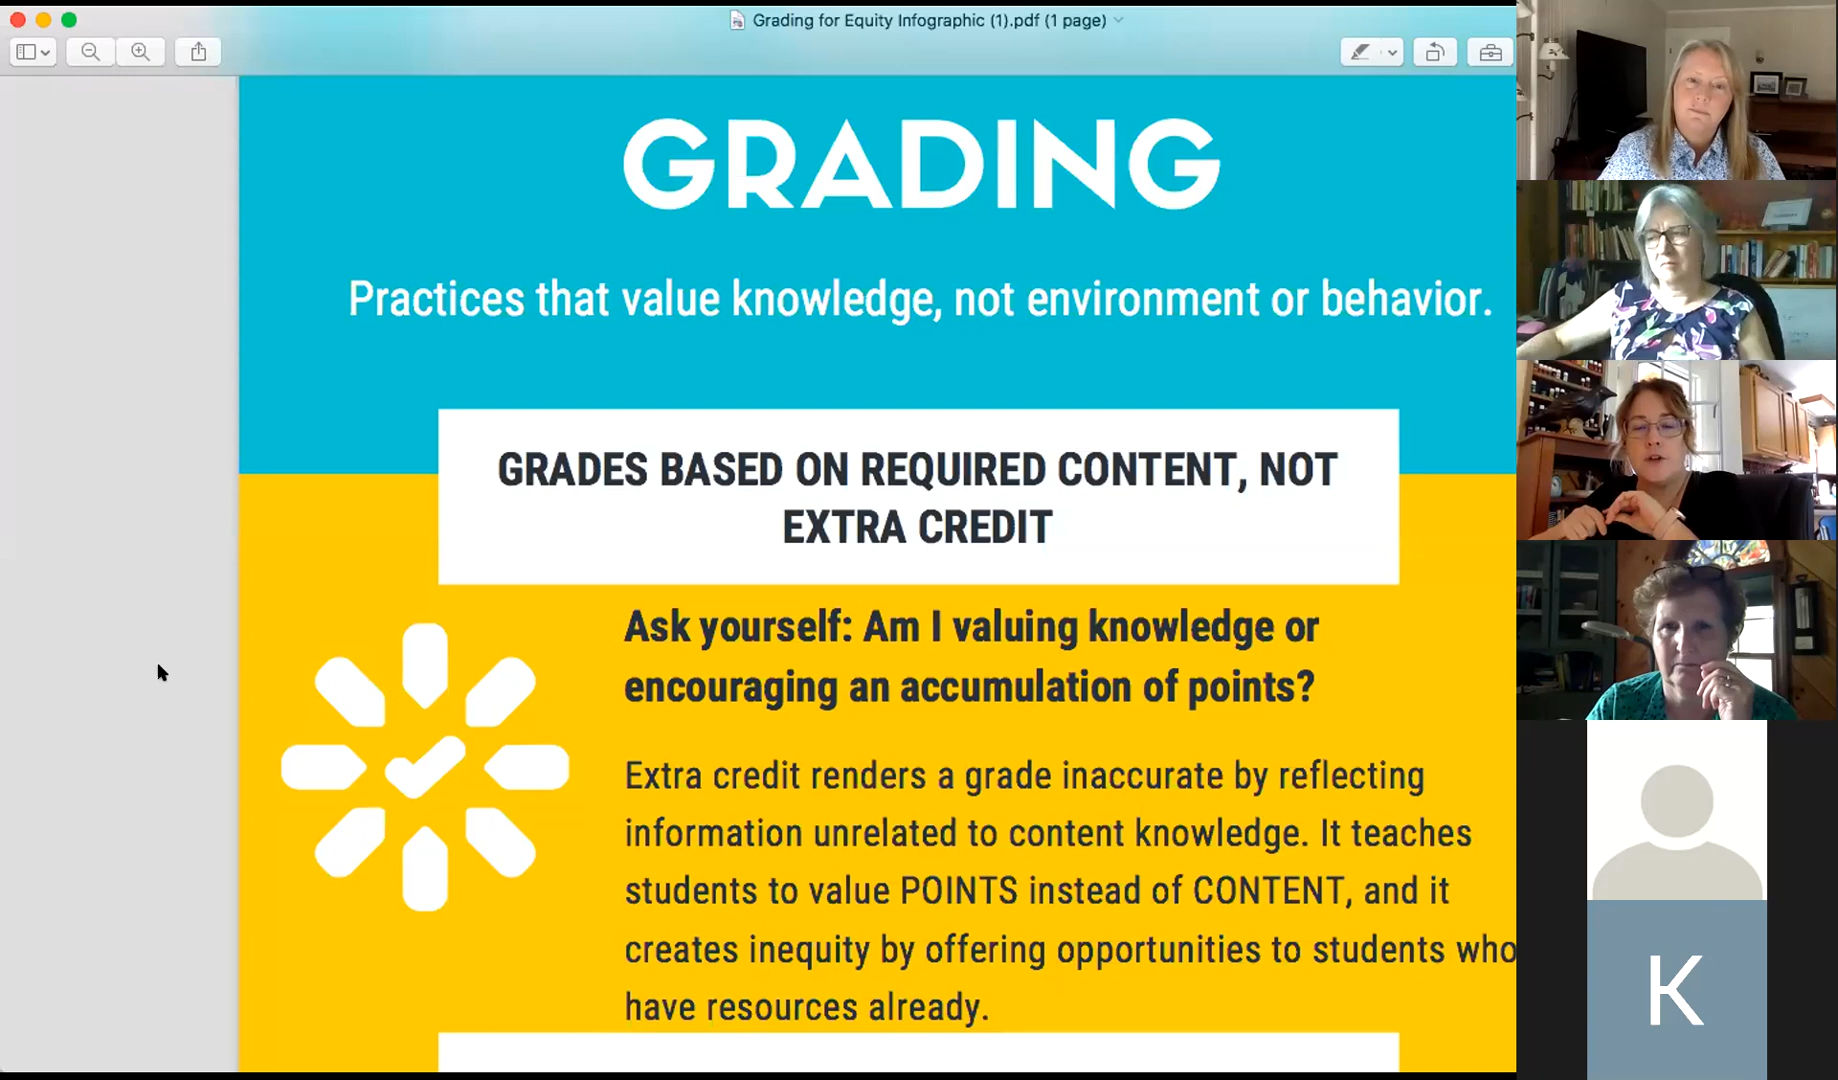 Grading for Equity Infographic (1).pdf (1 page)
GRADING
Practices that value knowledge, not environment or behavior.
GRADES BASED ON REQUIRED CONTENT, NOT
EXTRA CREDIT
Ask yourself: Am I valuing knowledge or
encouraging an accumulation of points?
Extra credit renders a grade inaccurate by reflecting
information unrelated to content knowledge. It teaches
students to value POINTS instead of CONTENT, and it
creates inequity by offering opportunities to students who
have resources already.
K